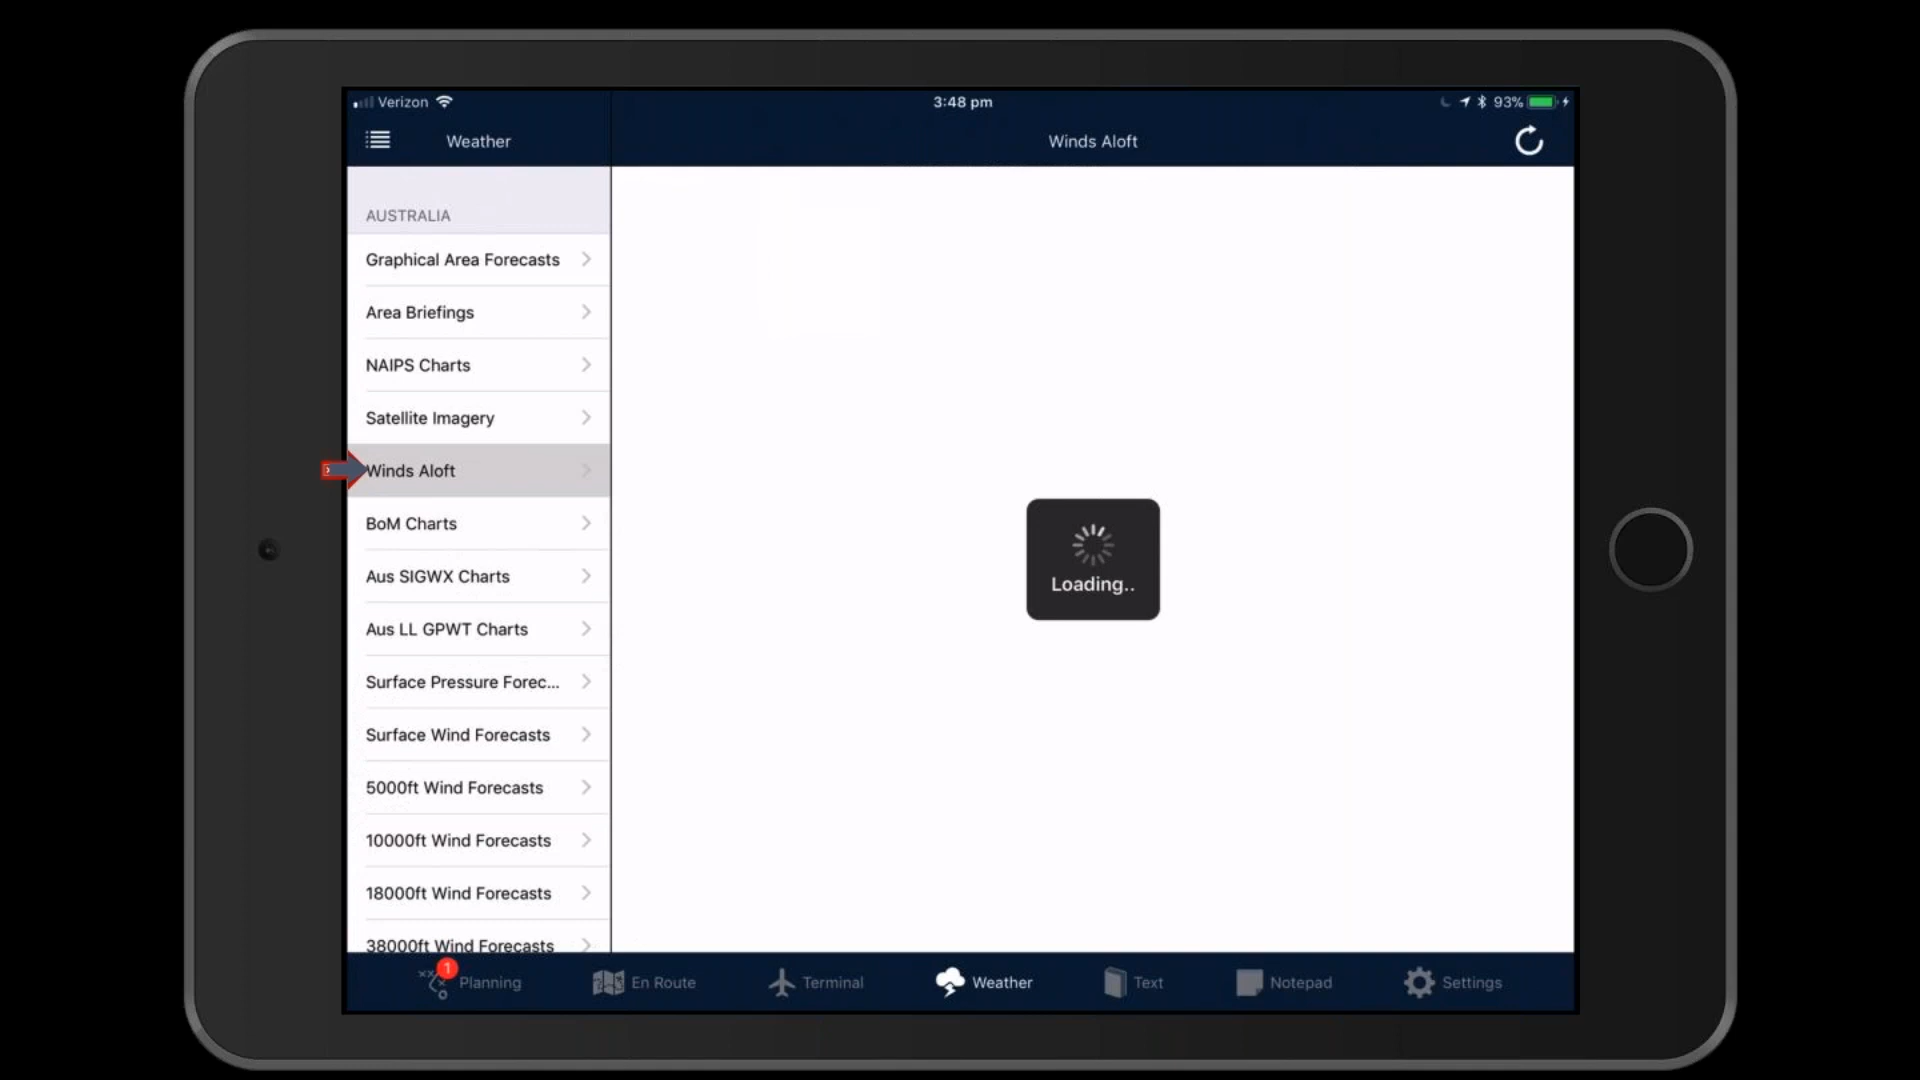 Verizon
3:48 pm
93%
Weather
Winds Aloft
AUSTRALIA
Graphical Area Forecasts
Area Briefings
NAIPS Charts
Satellite Imagery
Winds Aloft
BoM Charts
Aus SIGWX Charts
Aus LL GPWT Charts
Surface Pressure Forec...
Surface Wind Forecasts
5000ft Wind Forecasts
10000ft Wind Forecasts
18000ft Wind Forecasts
38000ft Wind Forecasts
Loading..
1
Planning
En Route
Terminal
Weather
Text
Notepad
Settings